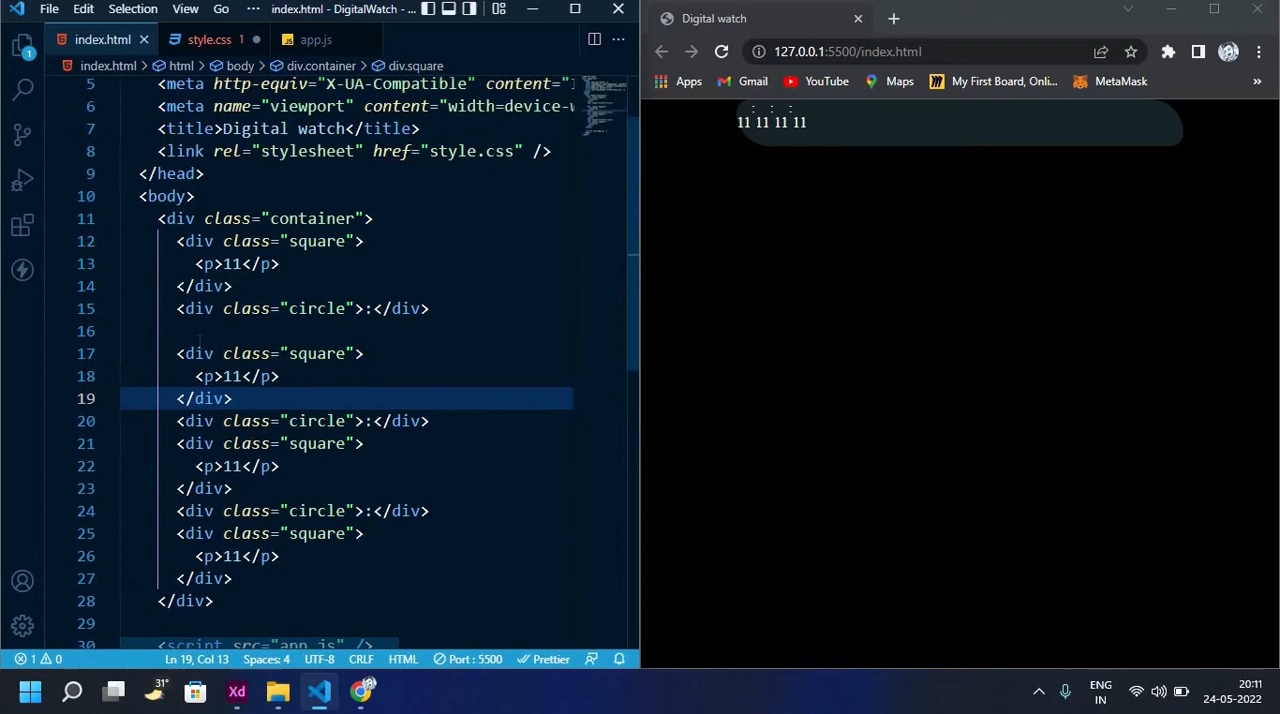 File Edit Selection View Go ··· index.html - DigitalWatch - ...
index.html style.css 1 app.js
index.html > html > body > div.container > div.square
5 <meta http-equiv="X-UA-Compatible" content="I
6 <meta name="viewport" content="width=device-w
7 <title>Digital watch</title>
8 <link rel="stylesheet" href="style.css" />
9 </head>
10 <body>
11 <div class="container">
12 <div class="square">
13 <p>11</p>
14 </div>
15 <div class="circle">:</div>
16
17 <div class="square">
18 <p>11</p>
19 </div>
20 <div class="circle">:</div>
21 <div class="square">
22 <p>11</p>
23 </div>
24 <div class="circle">:</div>
25 <div class="square">
26 <p>11</p>
27 </div>
28 </div>
29
30 <script src="app.js" />
1 0 Ln 19, Col 13 Spaces: 4 UTF-8 CRLF HTML Port : 5500 Prettier
Digital watch
127.0.0.1:5500/index.html
Apps Gmail YouTube Maps My First Board, Onli... MetaMask »
11 : 11 : 11 : 11
1
Xd
31°
ENG
IN
20:11
24-05-2022